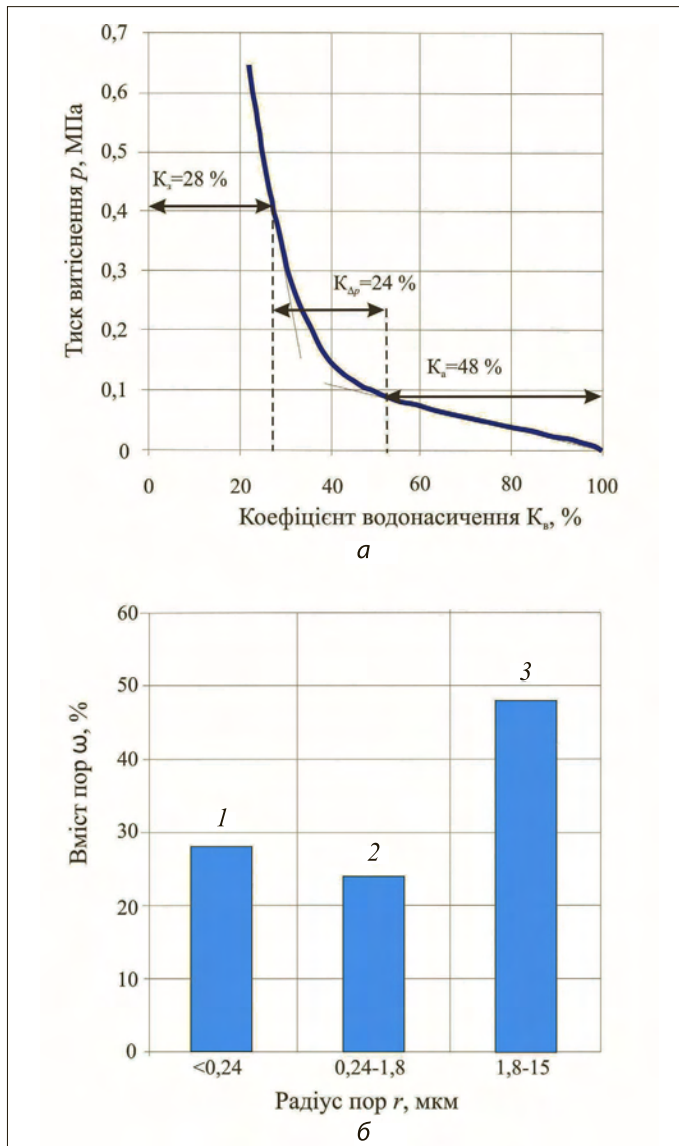 0,7
0,6
0,5
0,4
0,3
0,2
0,1
0
Тиск витіснення p, МПа
Kз=28 %
KΔp=24 %
Kа=48 %
0 20 40 60 80 100
Коефіцієнт водонасичення Kв, %
а
60
50
40
30
20
10
0
Вміст пор ω, %
1
2
3
<0,24 0,24-1,8 1,8-15
Радіус пор r, мкм
б